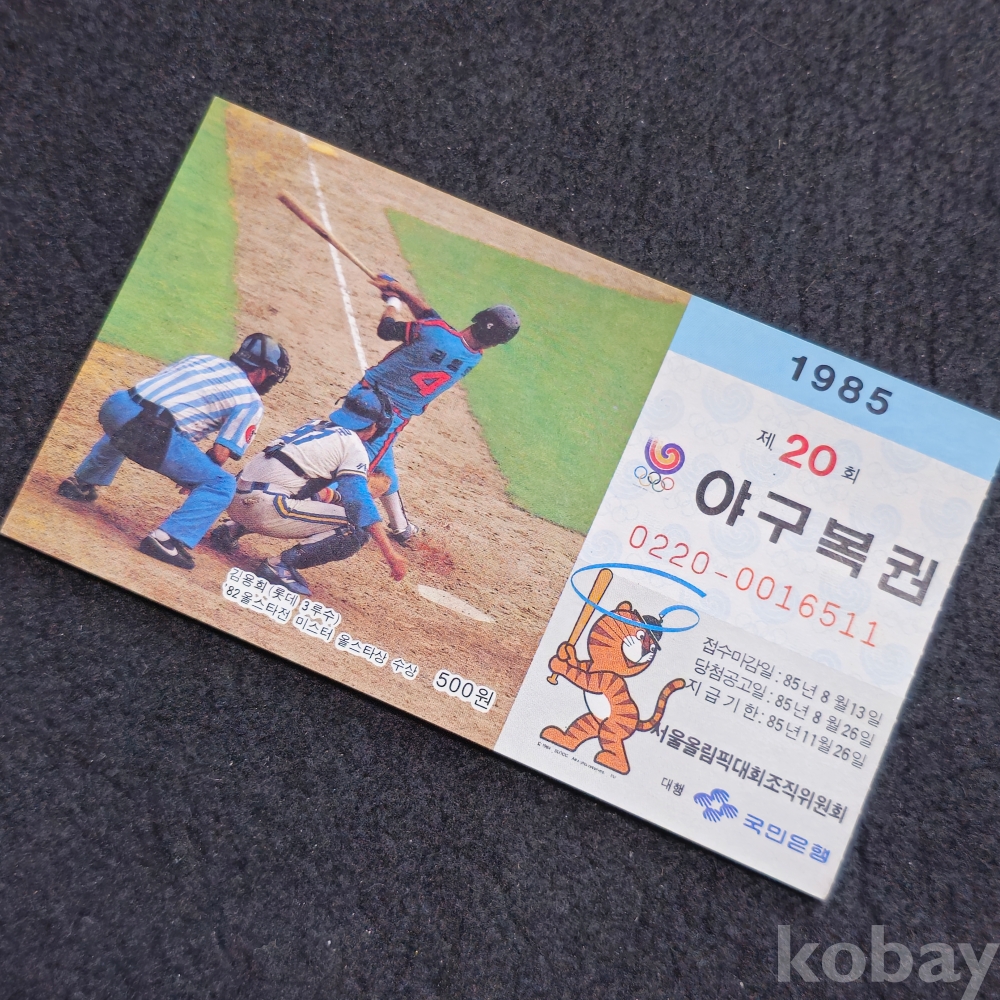 4
김용희(롯데 3루수)
'82올스타전 미스터 올스타상 수상
500원
1985
제 20 회
야구복권
0220-0016511
접수마감일 : 85년 8월13일
당첨공고일 : 85년 8월26일
지급기한 : 85년11월26일
서울올림픽대회조직위원회
대행 국민은행
kobay